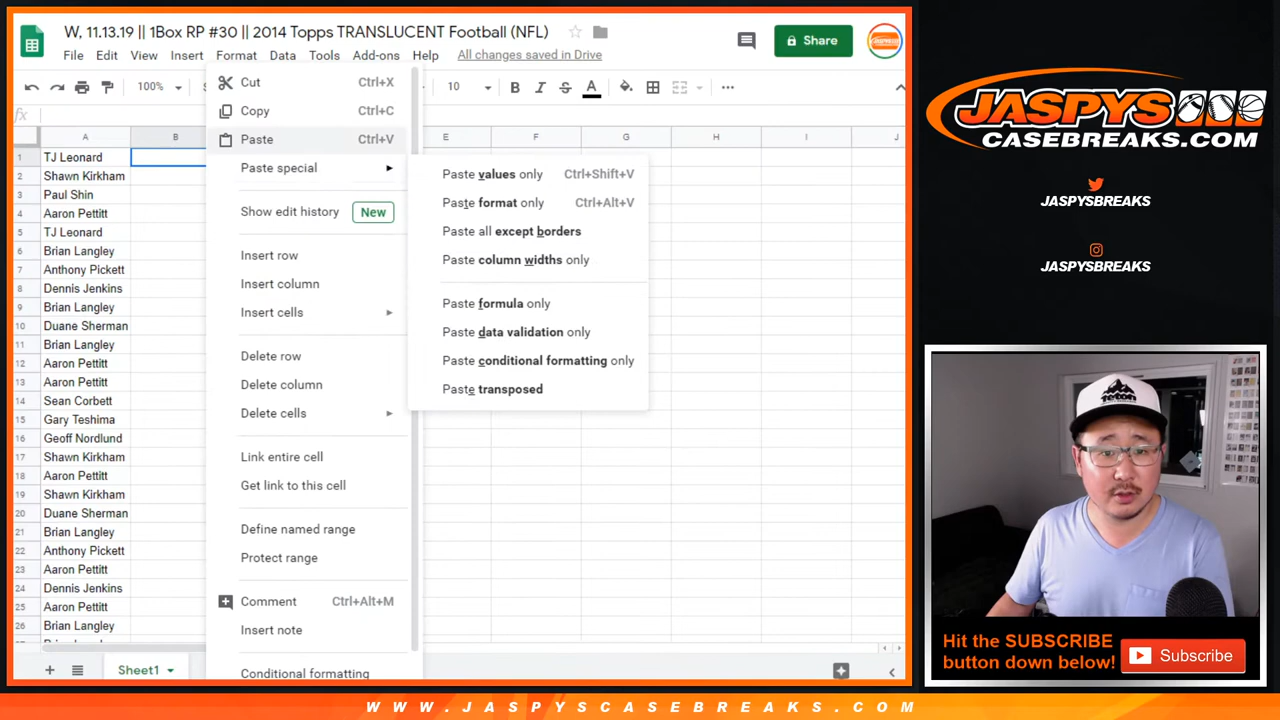 W, 11.13.19 || 1Box RP #30 || 2014 Topps TRANSLUCENT Football (NFL)
File Edit View Insert Format Data Tools Add-ons Help All changes saved in Drive
Share
100% 10 B I S A
fx
A B E F G H I J
1 TJ Leonard
2 Shawn Kirkham
3 Paul Shin
4 Aaron Pettitt
5 TJ Leonard
6 Brian Langley
7 Anthony Pickett
8 Dennis Jenkins
9 Brian Langley
10 Duane Sherman
11 Brian Langley
12 Aaron Pettitt
13 Aaron Pettitt
14 Sean Corbett
15 Gary Teshima
16 Geoff Nordlund
17 Shawn Kirkham
18 Aaron Pettitt
19 Shawn Kirkham
20 Duane Sherman
21 Brian Langley
22 Anthony Pickett
23 Aaron Pettitt
24 Dennis Jenkins
25 Aaron Pettitt
26 Brian Langley
Cut Ctrl+X
Copy Ctrl+C
Paste Ctrl+V
Paste special
Show edit history New
Insert row
Insert column
Insert cells
Delete row
Delete column
Delete cells
Link entire cell
Get link to this cell
Define named range
Protect range
Comment Ctrl+Alt+M
Insert note
Conditional formatting
Paste values only Ctrl+Shift+V
Paste format only Ctrl+Alt+V
Paste all except borders
Paste column widths only
Paste formula only
Paste data validation only
Paste conditional formatting only
Paste transposed
Sheet1
JASPYS
CASEBREAKS.COM
JASPYSBREAKS
JASPYSBREAKS
TETON
Hit the SUBSCRIBE
button down below!
Subscribe
WWW.JASPYSCASEBREAKS.COM